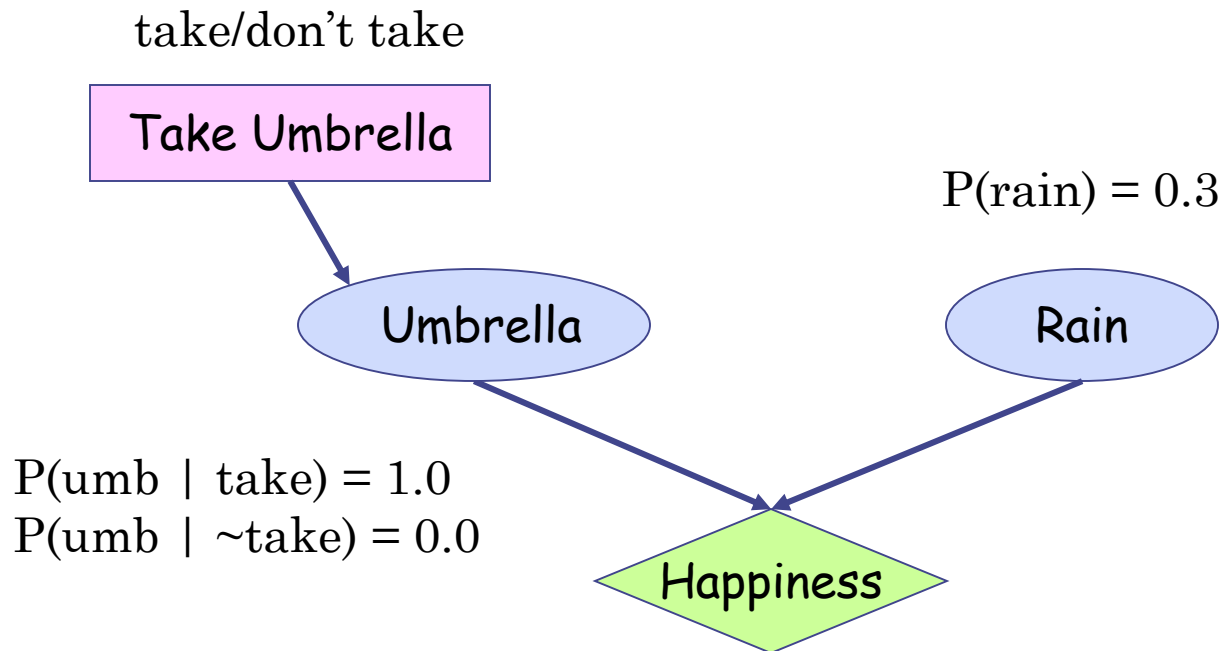 take/don’t take
Take Umbrella
P(rain) = 0.3
Umbrella
Rain
P(umb | take) = 1.0
P(umb | ~take) = 0.0
Happiness